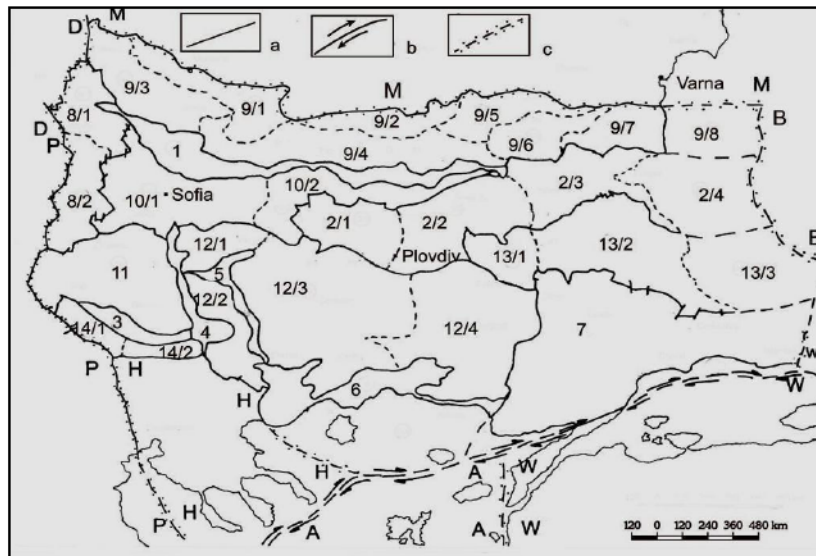 D M a b c
9/3 M Varna M
8/1 9/1 9/2 9/5 9/7 B
D 9/6 9/8
P 1 9/4
10/2 2/3
8/2 10/1 Sofia 2/1 2/2 2/4
12/1 Plovdiv 13/1 13/2 B
11 5 12/3 13/3
12/2
3 4 12/4 7
14/1 14/2 W
P H 6 W
H
H A W
P H A A W
120 0 120 240 360 480 km